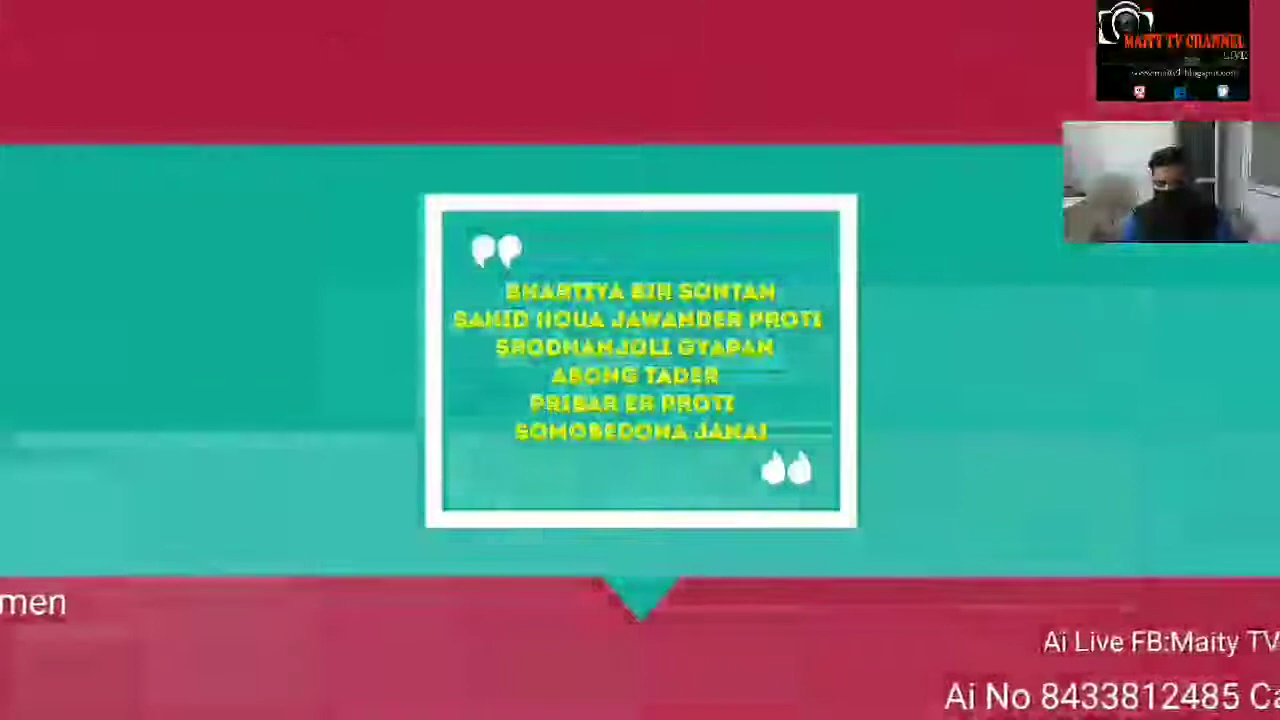 MAITY TV CHANNEL
LIVE
BHARTIYA BIR SONTAN
SAHID HOUA JAWANDER PROTI
SRODHANJOLI GYAPAN
ABONG TADER
PRIBAR ER PROTI
SOMOBEDONA JANAI
men
Ai Live FB:Maity TV
Ai No 8433812485 Ca